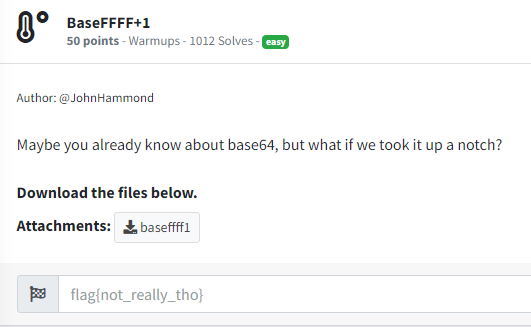 BaseFFFF+1
50 points - Warmups - 1012 Solves - easy
Author: @JohnHammond
Maybe you already know about base64, but what if we took it up a notch?
Download the files below.
Attachments: baseffff1
flag{not_really_tho}